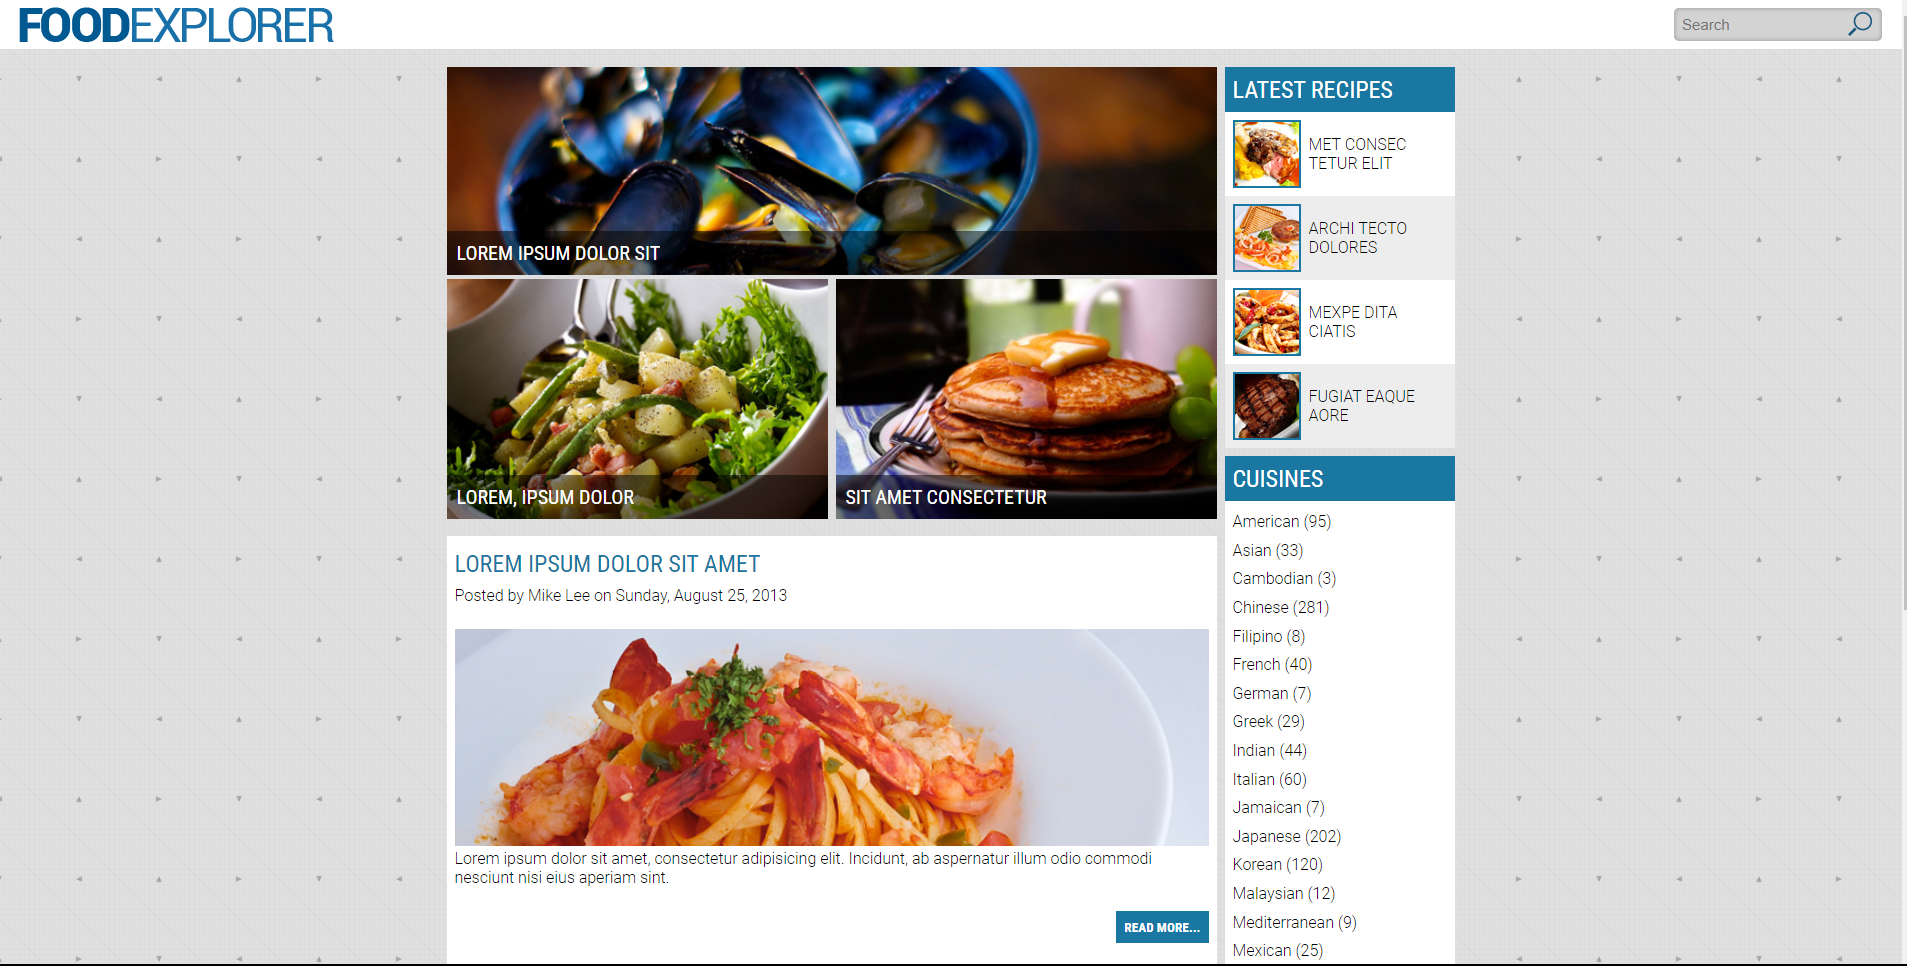 FOODEXPLORER
Search
LOREM IPSUM DOLOR SIT
LOREM, IPSUM DOLOR
SIT AMET CONSECTETUR
LOREM IPSUM DOLOR SIT AMET
Posted by Mike Lee on Sunday, August 25, 2013
Lorem ipsum dolor sit amet, consectetur adipisicing elit. Incidunt, ab aspernatur illum odio commodi
nesciunt nisi eius aperiam sint.
READ MORE...
LATEST RECIPES
MET CONSEC
TETUR ELIT
ARCHI TECTO
DOLORES
MEXPE DITA
CIATIS
FUGIAT EAQUE
AORE
CUISINES
American (95)
Asian (33)
Cambodian (3)
Chinese (281)
Filipino (8)
French (40)
German (7)
Greek (29)
Indian (44)
Italian (60)
Jamaican (7)
Japanese (202)
Korean (120)
Malaysian (12)
Mediterranean (9)
Mexican (25)